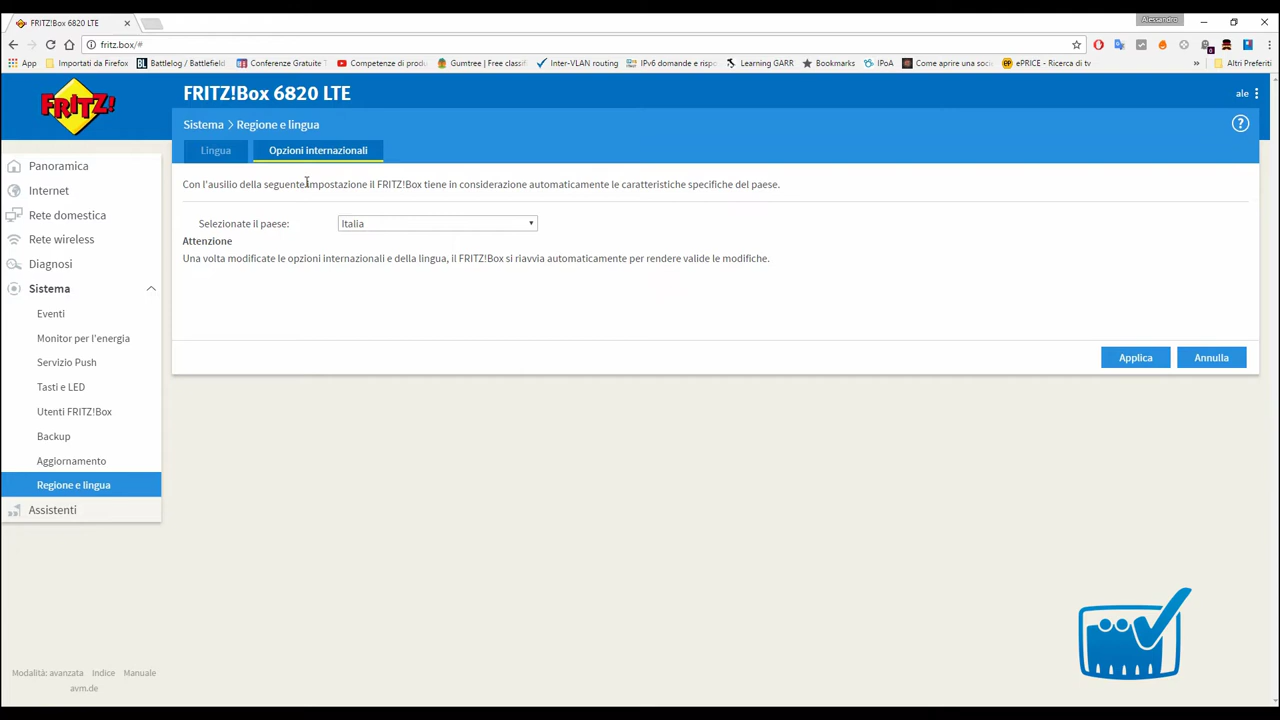 FRITZ!Box 6820 LTE
Alessandro
fritz.box/#
App
Importati da Firefox
BL Battlelog / Battlefield
Conferenze Gratuite T
Competenze di produ
Gumtree | Free classif
Inter-VLAN routing
IPv6 domande e rispo
Learning GARR
Bookmarks
IPoA
Come aprire una socie
ePRICE - Ricerca di tv
»
Altri Preferiti
FRITZ!
FRITZ!Box 6820 LTE
ale
Sistema > Regione e lingua
Lingua
Opzioni internazionali
Con l'ausilio della seguente impostazione il FRITZ!Box tiene in considerazione automaticamente le caratteristiche specifiche del paese.
Selezionate il paese:
Italia
Attenzione
Una volta modificate le opzioni internazionali e della lingua, il FRITZ!Box si riavvia automaticamente per rendere valide le modifiche.
Applica
Annulla
Panoramica
Internet
Rete domestica
Rete wireless
Diagnosi
Sistema
Eventi
Monitor per l'energia
Servizio Push
Tasti e LED
Utenti FRITZ!Box
Backup
Aggiornamento
Regione e lingua
Assistenti
Modalità: avanzata
Indice
Manuale
avm.de